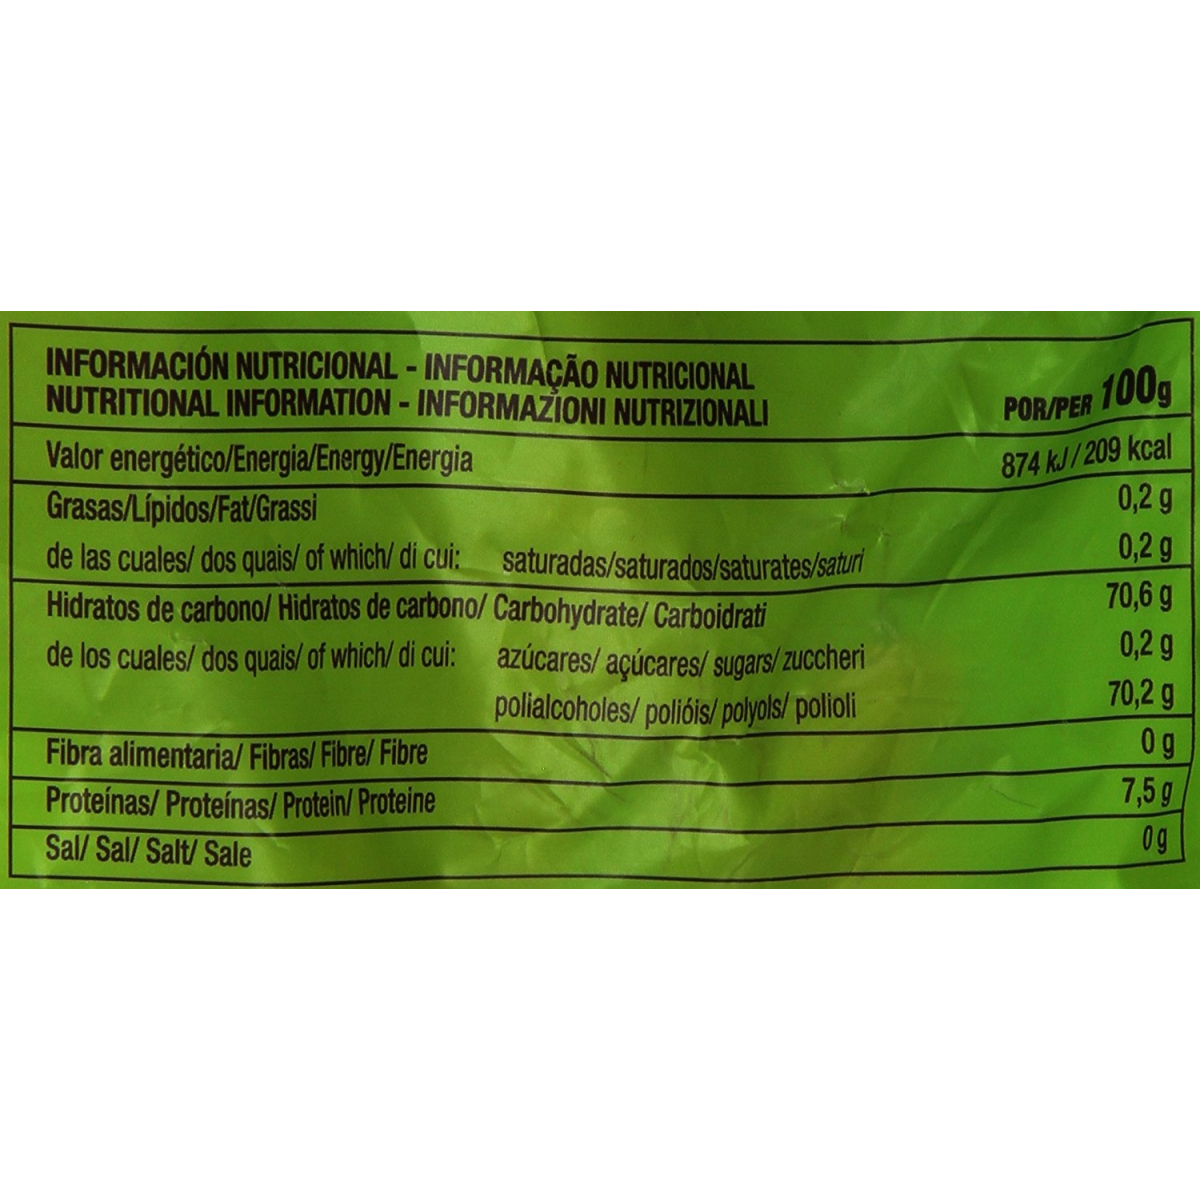 INFORMACIÓN NUTRICIONAL - INFORMAÇÃO NUTRICIONAL
NUTRITIONAL INFORMATION - INFORMAZIONI NUTRIZIONALI POR/PER 100g
Valor energético/Energia/Energy/Energia 874 kJ / 209 kcal
Grasas/Lípidos/Fat/Grassi 0,2 g
de las cuales/ dos quais/ of which/ di cui: saturadas/saturados/saturates/saturi 0,2 g
Hidratos de carbono/ Hidratos de carbono/ Carbohydrate/ Carboidrati 70,6 g
de los cuales/ dos quais/ of which/ di cui: azúcares/ açúcares/ sugars/ zuccheri 0,2 g
polialcoholes/ polióis/ polyols/ polioli 70,2 g
Fibra alimentaria/ Fibras/ Fibre/ Fibre 0 g
Proteínas/ Proteínas/ Protein/ Proteine 7,5 g
Sal/ Sal/ Salt/ Sale 0 g